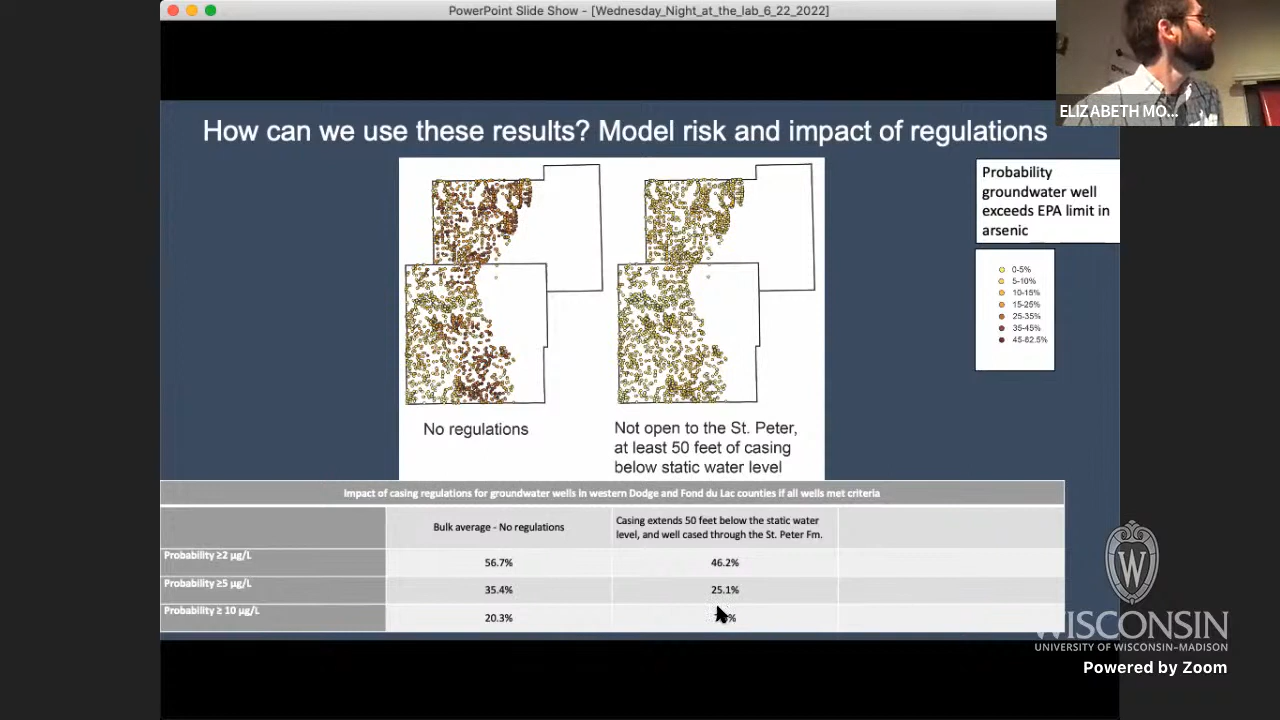 PowerPoint Slide Show - [Wednesday_Night_at_the_lab_6_22_2022]
ELIZABETH MO...
How can we use these results? Model risk and impact of regulations
Probability
groundwater well
exceeds EPA limit in
arsenic
0-5%
5-10%
10-15%
15-25%
25-35%
35-45%
45-82.5%
No regulations
Not open to the St. Peter,
at least 50 feet of casing
below static water level
Impact of casing regulations for groundwater wells in western Dodge and Fond du Lac counties if all wells met criteria
Bulk average - No regulations
Casing extends 50 feet below the static water
level, and well cased through the St. Peter Fm.
Probability ≥2 µg/L
56.7%
46.2%
Probability ≥5 µg/L
35.4%
25.1%
Probability ≥ 10 µg/L
20.3%
W
WISCONSIN
UNIVERSITY OF WISCONSIN–MADISON
Powered by Zoom